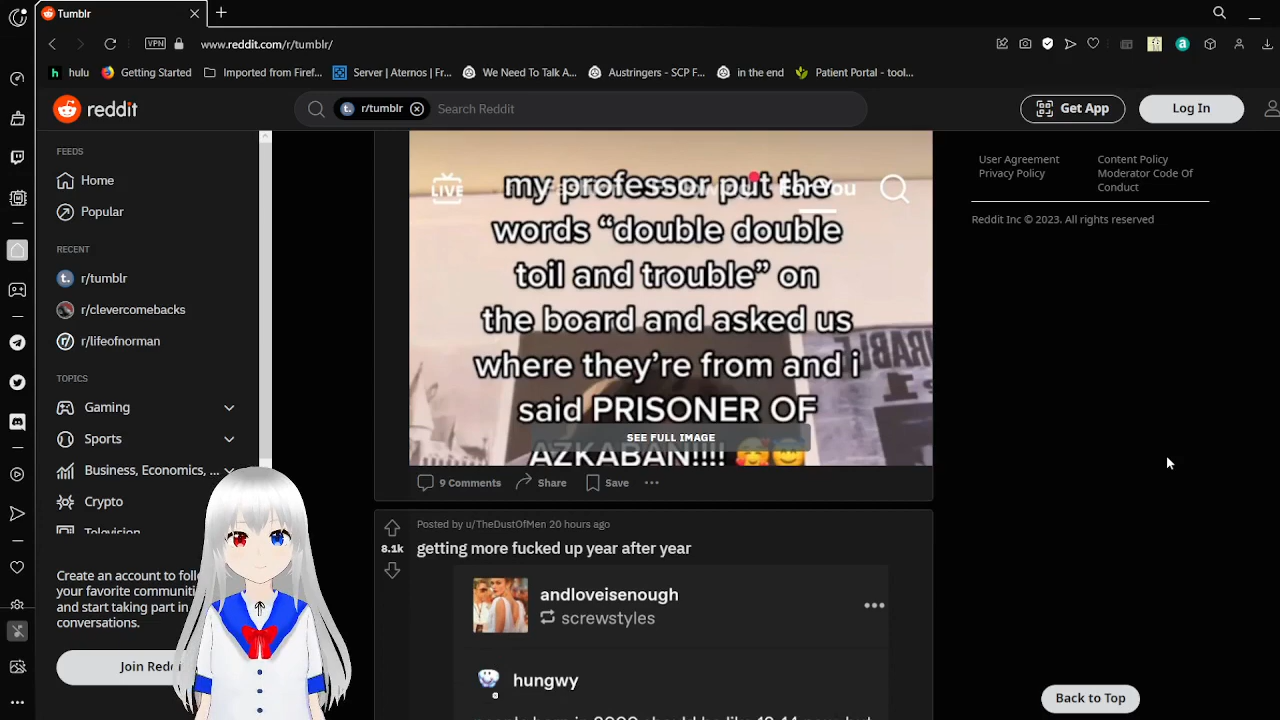 Tumblr
VPN
www.reddit.com/r/tumblr/
h hulu
Getting Started
Imported from Firef...
Server | Aternos | Fr...
We Need To Talk A...
Austringers - SCP F...
in the end
Patient Portal - tool...
reddit
r/tumblr
Search Reddit
Get App
Log In
FEEDS
Home
Popular
RECENT
r/tumblr
r/clevercomebacks
r/lifeofnorman
TOPICS
Gaming
Sports
Business, Economics, ...
Crypto
Television
Create an account to
your favorite
and start taking part in
conversations.
Join
LIVE
For You
my professor put the
words “double double
toil and trouble” on
the board and asked us
where they’re from and i
said PRISONER OF
AZKABAN!!!! 🥰😇
SEE FULL IMAGE
9 Comments
Share
Save
8.1k
Posted by u/TheDustOfMen 20 hours ago
getting more fucked up year after year
andloveisenough
screwstyles
hungwy
User Agreement
Privacy Policy
Content Policy
Moderator Code Of
Conduct
Reddit Inc © 2023. All rights reserved
Back to Top